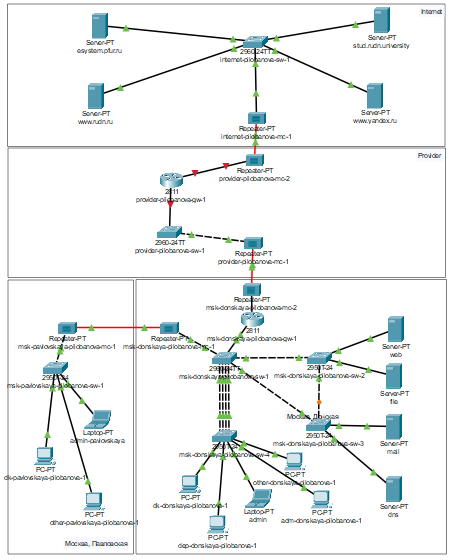 Internet
Server-PT
esystem.pfur.ru
Server-PT
stud.rudn.university
2960-24TT
internet-pilobanova-sw-1
Server-PT
www.rudn.ru
Server-PT
www.yandex.ru
Repeater-PT
internet-pilobanova-mc-1
Provider
Repeater-PT
provider-pilobanova-mc-2
2811
provider-pilobanova-gw-1
2960-24TT
provider-pilobanova-sw-1
Repeater-PT
provider-pilobanova-mc-1
Repeater-PT
msk-donskaya-pilobanova-mc-2
2811
msk-donskaya-pilobanova-gw-1
Repeater-PT
msk-pavlovskaya-pilobanova-mc-1
Repeater-PT
msk-donskaya-pilobanova-mc-1
Server-PT
web
msk-pavlovskaya-pilobanova-sw-1
msk-donskaya-pilobanova-sw-1
2950T-24
msk-donskaya-pilobanova-sw-2
Server-PT
file
Laptop-PT
admin-pavlovskaya
Москва, Донская
2950T-24
msk-donskaya-pilobanova-sw-3
Server-PT
mail
msk-donskaya-pilobanova-sw-4
PC-PT
dk-pavlovskaya-pilobanova-1
PC-PT
other-donskaya-pilobanova-1
PC-PT
other-pavlovskaya-pilobanova-1
PC-PT
dk-donskaya-pilobanova-1
Laptop-PT
admin
PC-PT
adm-donskaya-pilobanova-1
Server-PT
dns
PC-PT
dep-donskaya-pilobanova-1
Москва, Павловская